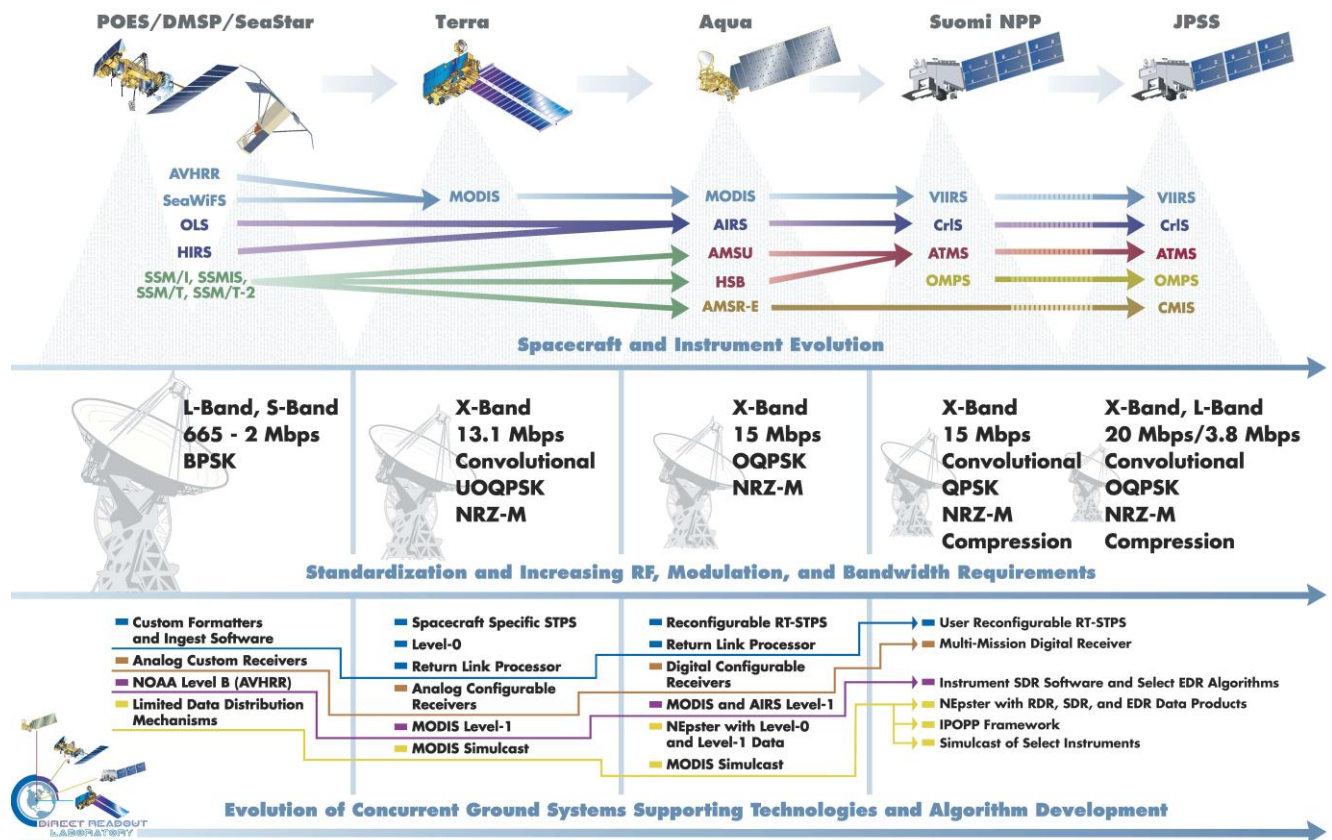 POES/DMSP/SeaStar
Terra
Aqua
Suomi NPP
JPSS
AVHRR
SeaWiFS
MODIS
MODIS
VIIRS
VIIRS
OLS
AIRS
CrIS
CrIS
HIRS
AMSU
ATMS
ATMS
SSM/I, SSMIS,
SSM/T, SSM/T-2
HSB
OMPS
OMPS
AMSR-E
CMIS
Spacecraft and Instrument Evolution
L-Band, S-Band
665 - 2 Mbps
BPSK
X-Band
13.1 Mbps
Convolutional
UOQPSK
NRZ-M
X-Band
15 Mbps
OQPSK
NRZ-M
X-Band
15 Mbps
Convolutional
QPSK
NRZ-M
Compression
X-Band, L-Band
20 Mbps/3.8 Mbps
Convolutional
OQPSK
NRZ-M
Compression
Standardization and Increasing RF, Modulation, and Bandwidth Requirements
Custom Formatters
and Ingest Software
Analog Custom Receivers
NOAA Level B (AVHRR)
Limited Data Distribution
Mechanisms
Spacecraft Specific STPS
Level-0
Return Link Processor
Analog Configurable
Receivers
MODIS Level-1
MODIS Simulcast
Reconfigurable RT-STPS
Return Link Processor
Digital Configurable
Receivers
MODIS and AIRS Level-1
NEpster with Level-0
and Level-1 Data
MODIS Simulcast
User Reconfigurable RT-STPS
Multi-Mission Digital Receiver
Instrument SDR Software and Select EDR Algorithms
NEpster with RDR, SDR, and EDR Data Products
IPOPP Framework
Simulcast of Select Instruments
DIRECT READOUT
LABORATORY
Evolution of Concurrent Ground Systems Supporting Technologies and Algorithm Development